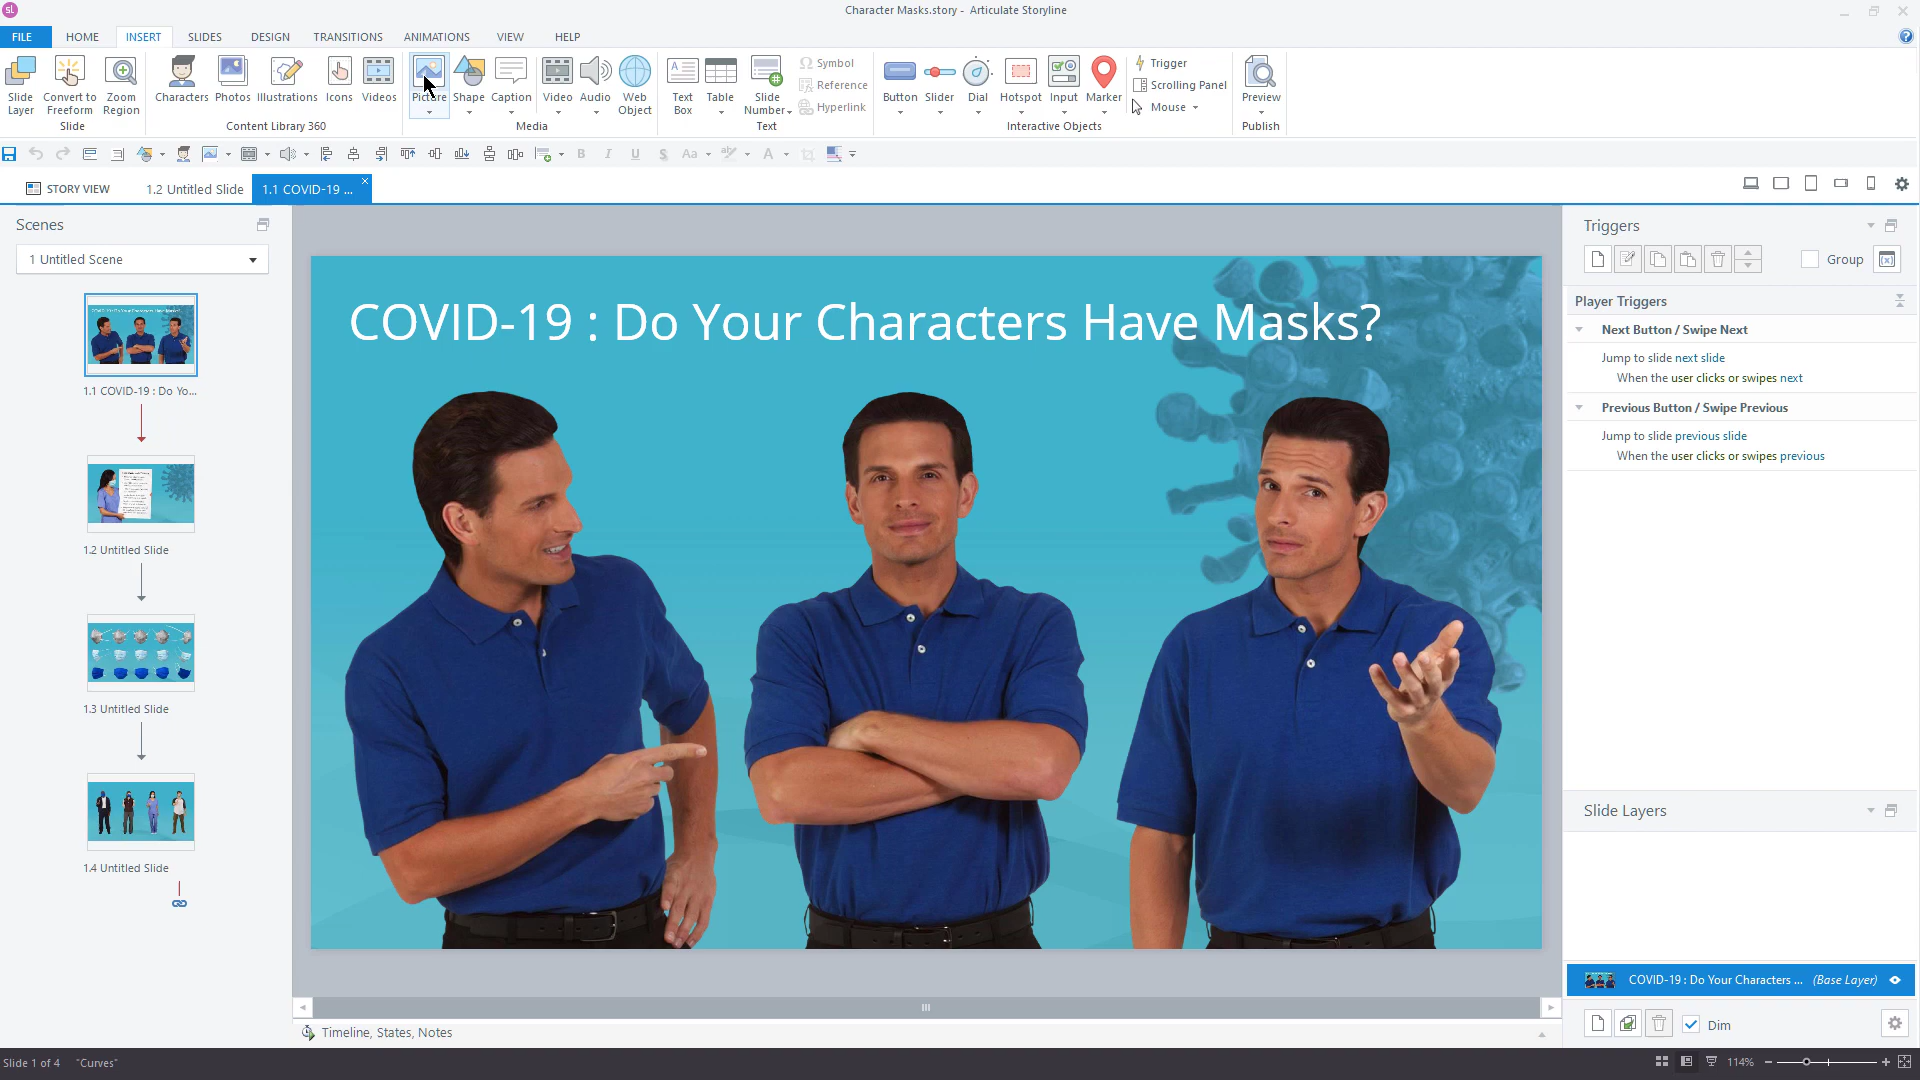 sl
Character Masks.story - Articulate Storyline
FILE
HOME
INSERT
SLIDES
DESIGN
TRANSITIONS
ANIMATIONS
VIEW
HELP
Slide Layer
Convert to Freeform
Zoom Region
Slide
Characters
Photos
Illustrations
Icons
Videos
Content Library 360
Picture
Shape
Caption
Video
Audio
Web Object
Media
Text Box
Table
Slide Number
Symbol
Reference
Hyperlink
Text
Button
Slider
Dial
Hotspot
Input
Marker
Trigger
Scrolling Panel
Mouse
Interactive Objects
Preview
Publish
B I U S Aa A
STORY VIEW
1.2 Untitled Slide
1.1 COVID-19 ...
Scenes
1 Untitled Scene
1.1 COVID-19 : Do Yo...
1.2 Untitled Slide
1.3 Untitled Slide
1.4 Untitled Slide
COVID-19 : Do Your Characters Have Masks?
Timeline, States, Notes
Triggers
Group
Player Triggers
Next Button / Swipe Next
Jump to slide next slide
When the user clicks or swipes next
Previous Button / Swipe Previous
Jump to slide previous slide
When the user clicks or swipes previous
Slide Layers
COVID-19 : Do Your Characters ... (Base Layer)
Dim
Slide 1 of 4
"Curves"
114%